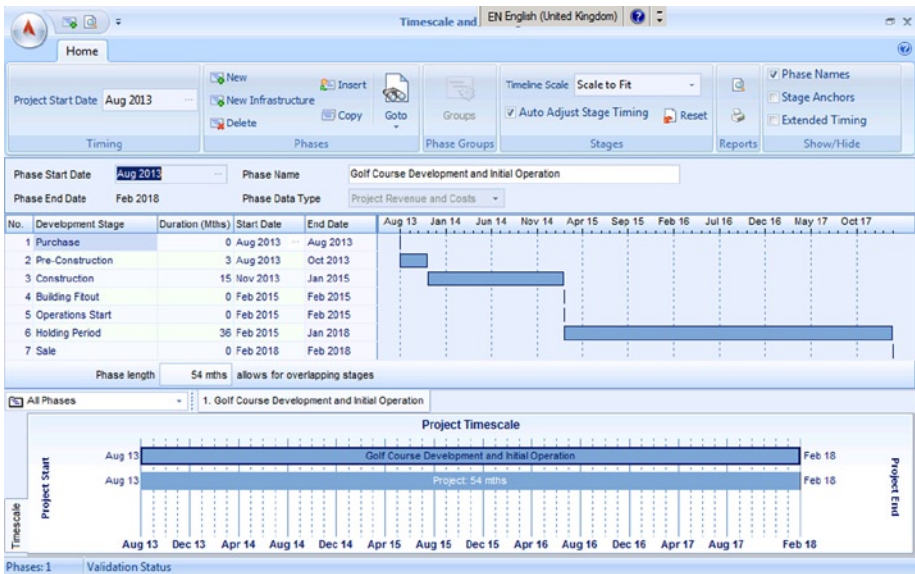 Timescale and
EN English (United Kingdom)
Home
Project Start Date Aug 2013
Timing
New
New Infrastructure
Delete
Insert
Copy
Goto
Phases
Groups
Phase Groups
Timeline Scale Scale to Fit
Auto Adjust Stage Timing Reset
Stages
Reports
Phase Names
Stage Anchors
Extended Timing
Show/Hide
Phase Start Date Aug 2013 Phase Name Golf Course Development and Initial Operation
Phase End Date Feb 2018 Phase Data Type Project Revenue and Costs
No. Development Stage Duration (Mths) Start Date End Date Aug 13 Jan 14 Jun 14 Nov 14 Apr 15 Sep 15 Feb 16 Jul 16 Dec 16 May 17 Oct 17
1 Purchase 0 Aug 2013 Aug 2013
2 Pre-Construction 3 Aug 2013 Oct 2013
3 Construction 15 Nov 2013 Jan 2015
4 Building Fitout 0 Feb 2015 Feb 2015
5 Operations Start 0 Feb 2015 Feb 2015
6 Holding Period 36 Feb 2015 Jan 2018
7 Sale 0 Feb 2018 Feb 2018
Phase length 54 mths allows for overlapping stages
All Phases 1. Golf Course Development and Initial Operation
Project Timescale
Timescale
Project Start
Aug 13 Golf Course Development and Initial Operation Feb 18
Aug 13 Project: 54 mths Feb 18
Project End
Aug 13 Dec 13 Apr 14 Aug 14 Dec 14 Apr 15 Aug 15 Dec 15 Apr 16 Aug 16 Dec 16 Apr 17 Aug 17 Feb 18
Phases: 1 Validation Status